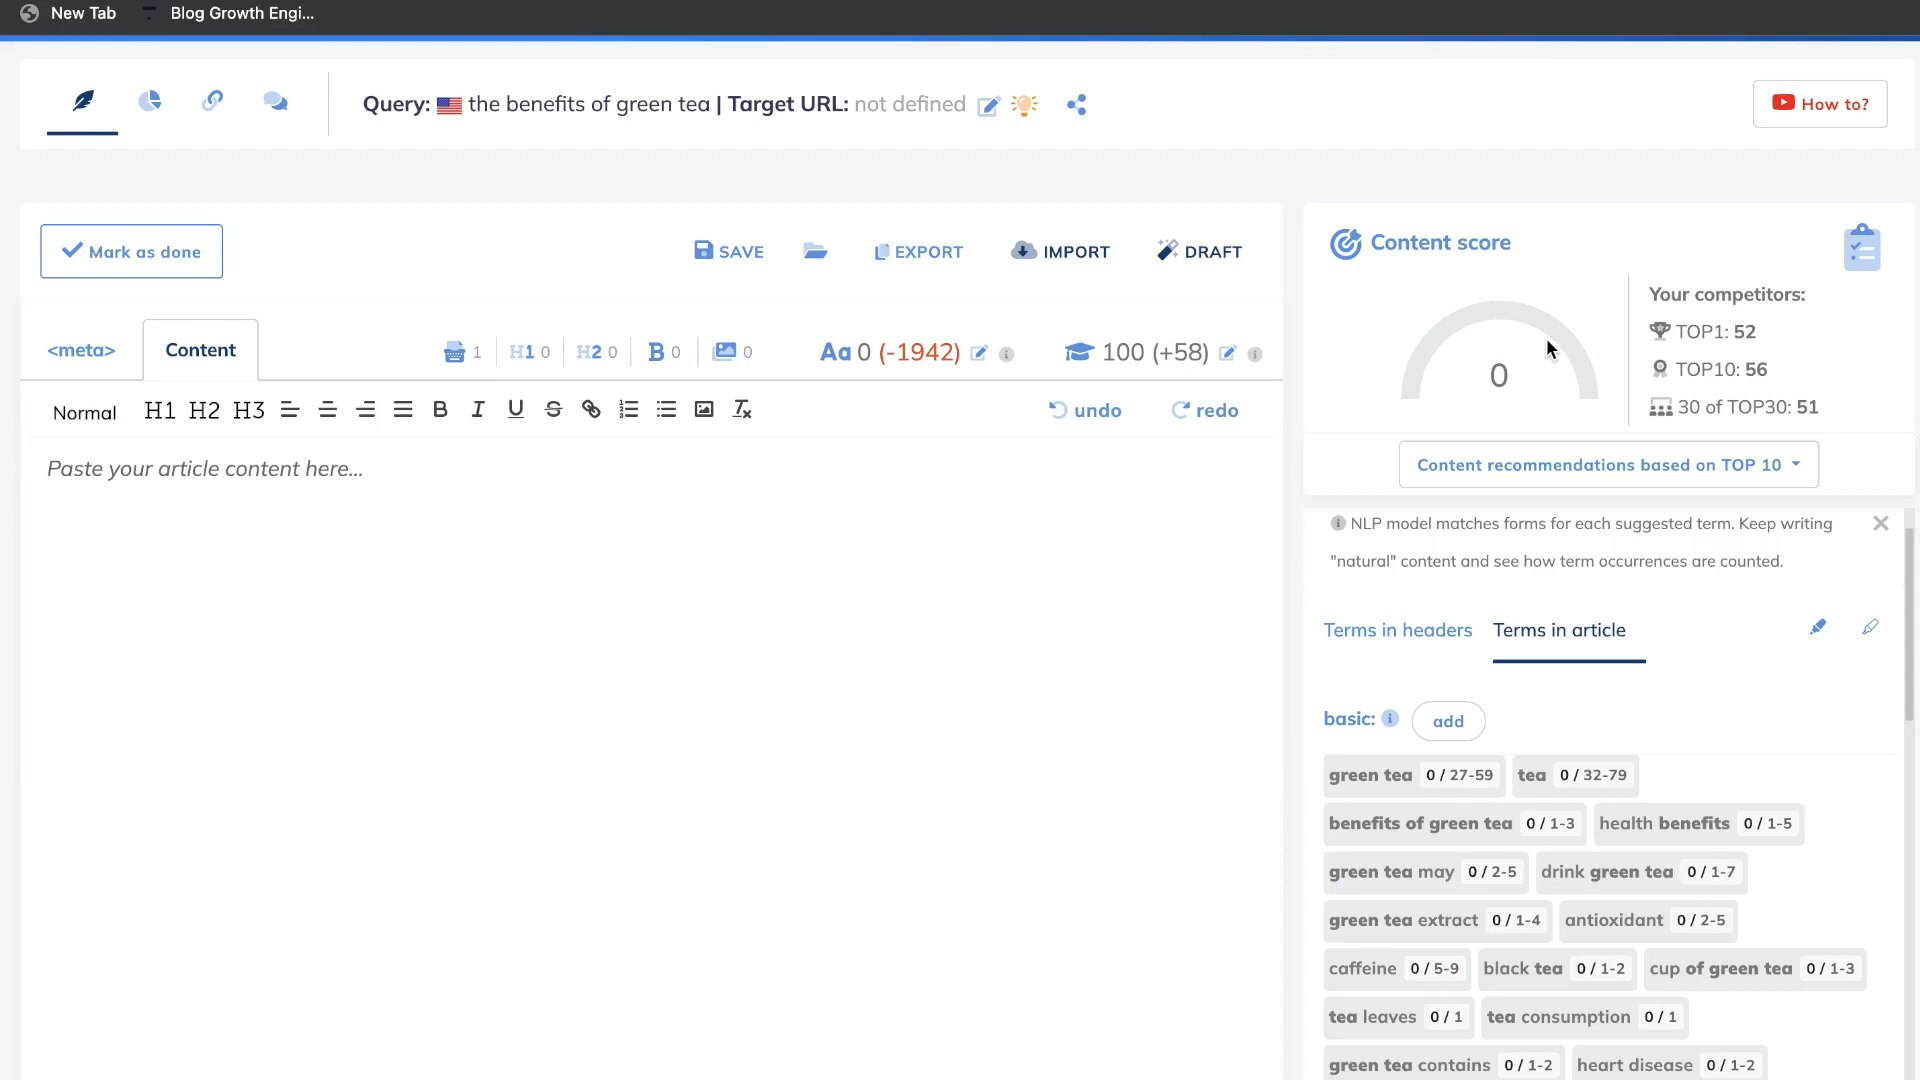 New Tab
Blog Growth Engi...
Query: the benefits of green tea | Target URL: not defined
How to?
Mark as done
SAVE
EXPORT
IMPORT
DRAFT
<meta>
Content
1
H1 0
H2 0
B 0
0
Aa 0 (-1942)
100 (+58)
Normal
H1 H2 H3
undo
redo
Paste your article content here...
Content score
0
Your competitors:
TOP1: 52
TOP10: 56
30 of TOP30: 51
Content recommendations based on TOP 10
NLP model matches forms for each suggested term. Keep writing
"natural" content and see how term occurrences are counted.
Terms in headers
Terms in article
basic:
add
green tea 0 / 27-59 tea 0 / 32-79
benefits of green tea 0 / 1-3 health benefits 0 / 1-5
green tea may 0 / 2-5 drink green tea 0 / 1-7
green tea extract 0 / 1-4 antioxidant 0 / 2-5
caffeine 0 / 5-9 black tea 0 / 1-2 cup of green tea 0 / 1-3
tea leaves 0 / 1 tea consumption 0 / 1
green tea contains 0 / 1-2 heart disease 0 / 1-2